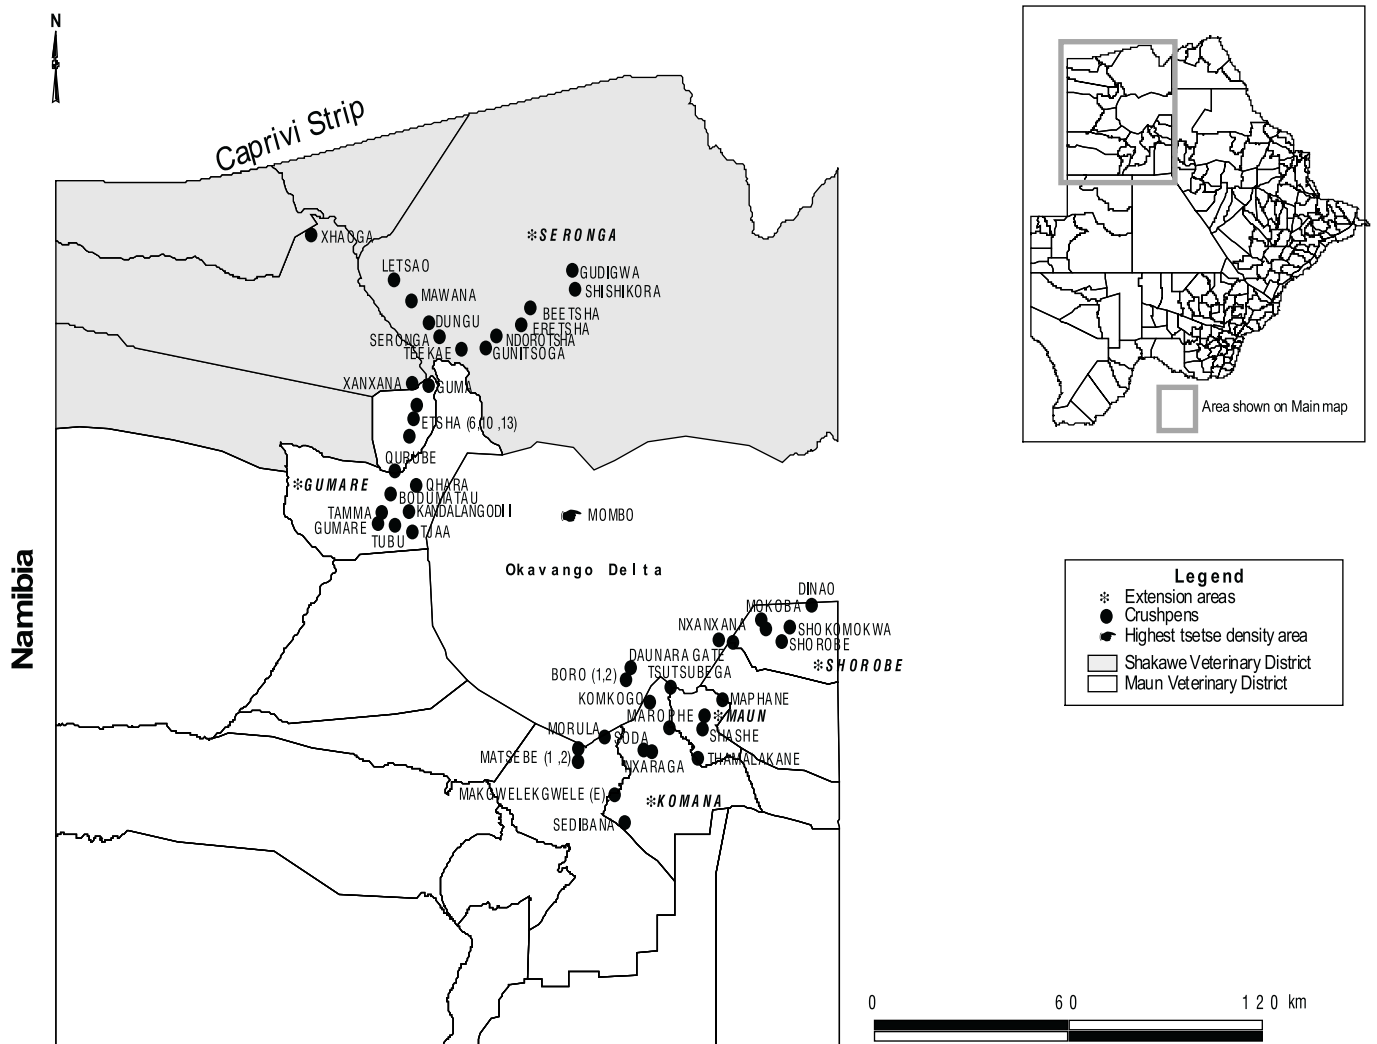 N
Caprivi Strip
XHAOGA
SERONGA
LETSAO
GUDIGWA
MAWANA
SHISHIKORA
BEETSHA
DUNGU
ERETSHA
SERONGA
NDOROTSHA
TEEKAE
GUNITSOGA
XANXANA
GUMA
ETSHA (6,10 ,13)
QURUBE
GUMARE
QHARA
BODUMATAU
TAMMA
KANDALANGODII
GUMARE
TJAA
TUBU
MOMBO
Okavango Delta
Namibia
DINAO
MOKOBA
NXANXANA
SHOKOMOKWA
SHOROBE
DAUNARA GATE
SHOROBE
BORO (1,2)
TSUTSUBEGA
KOMKOGO
MAPHANE
MAROPHE
MAUN
MORULA
SODA
SHASHE
MATSEBE (1 ,2)
NXARAGA
THAMALAKANE
MAKGWELEKGWELE (E)
KOMANA
SEDIBANA
Area shown on Main map
Legend
Extension areas
Crushpens
Highest tsetse density area
Shakawe Veterinary District
Maun Veterinary District
0 60 120 km